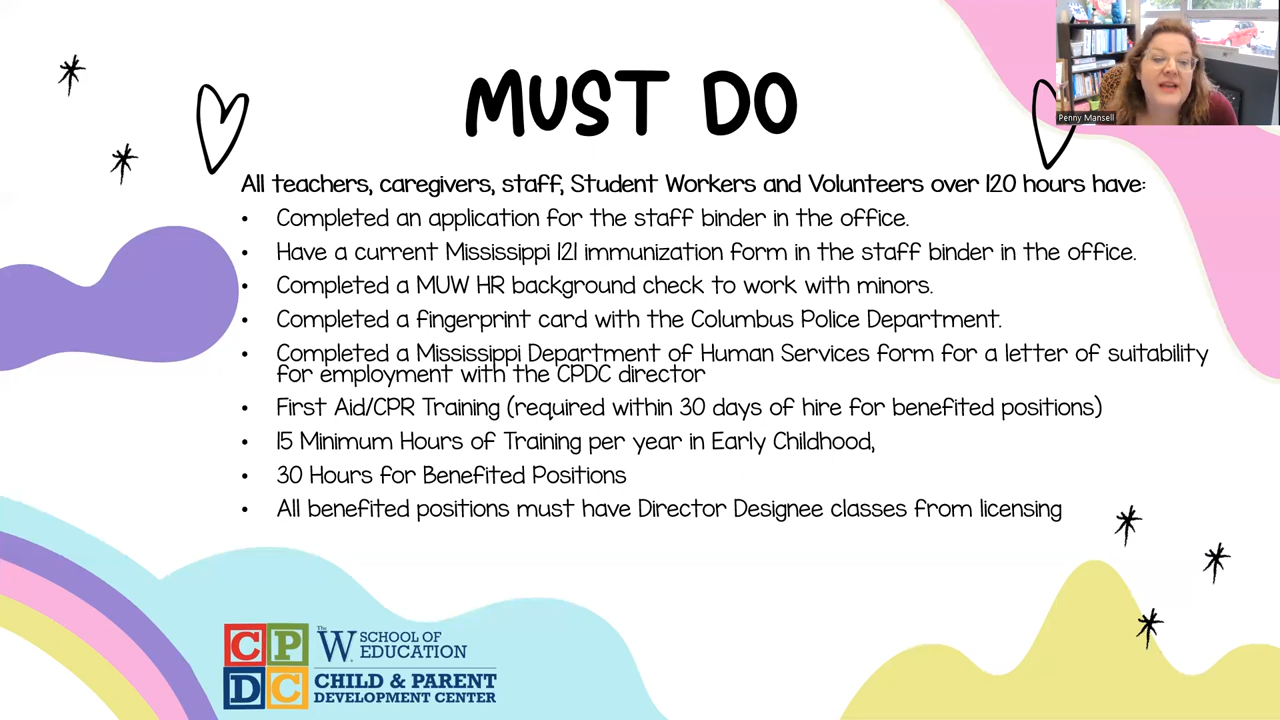 MUST DO
Penny Mansell
All teachers, caregivers, staff, Student Workers and Volunteers over 120 hours have:
• Completed an application for the staff binder in the office.
• Have a current Mississippi 121 immunization form in the staff binder in the office.
• Completed a MUW HR background check to work with minors.
• Completed a fingerprint card with the Columbus Police Department.
• Completed a Mississippi Department of Human Services form for a letter of suitability
for employment with the CPDC director
• First Aid/CPR Training (required within 30 days of hire for benefited positions)
• 15 Minimum Hours of Training per year in Early Childhood,
• 30 Hours for Benefited Positions
• All benefited positions must have Director Designee classes from licensing
CP
DC
The W. SCHOOL OF
EDUCATION
CHILD & PARENT
DEVELOPMENT CENTER